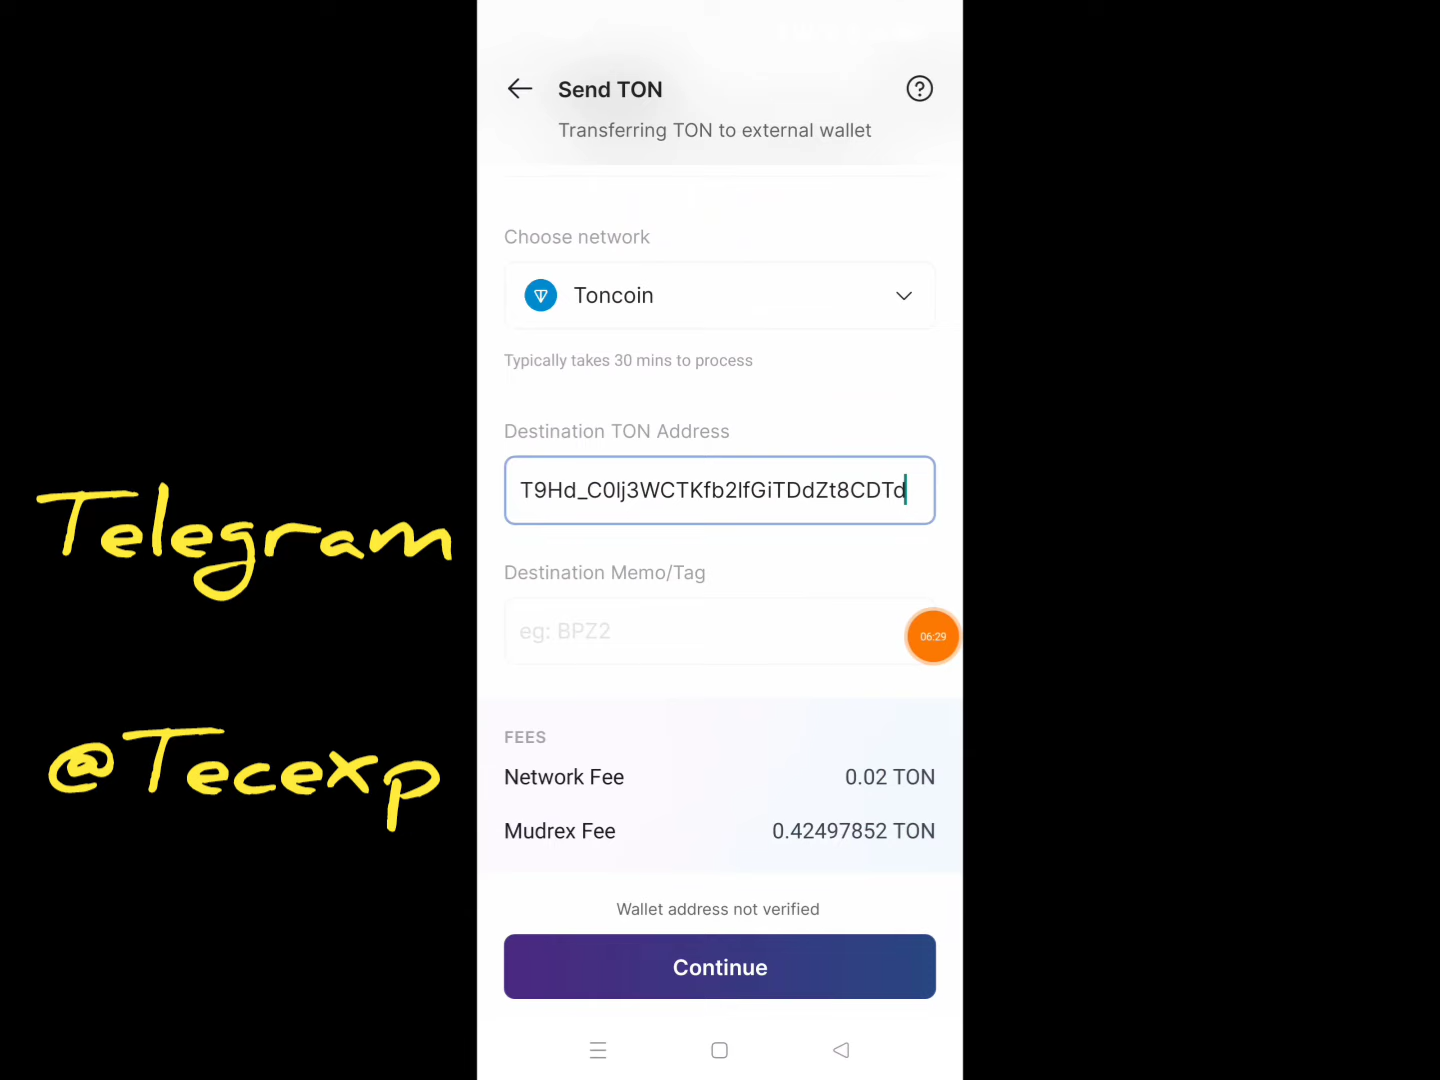 Send TON
Transferring TON to external wallet
Choose network
Toncoin
Typically takes 30 mins to process
Destination TON Address
T9Hd_C0lj3WCTKfb2lfGiTDdZt8CDTd
Destination Memo/Tag
eg: BPZ2
06:29
FEES
Network Fee 0.02 TON
Mudrex Fee 0.42497852 TON
Wallet address not verified
Continue
Telegram
@Tecexp